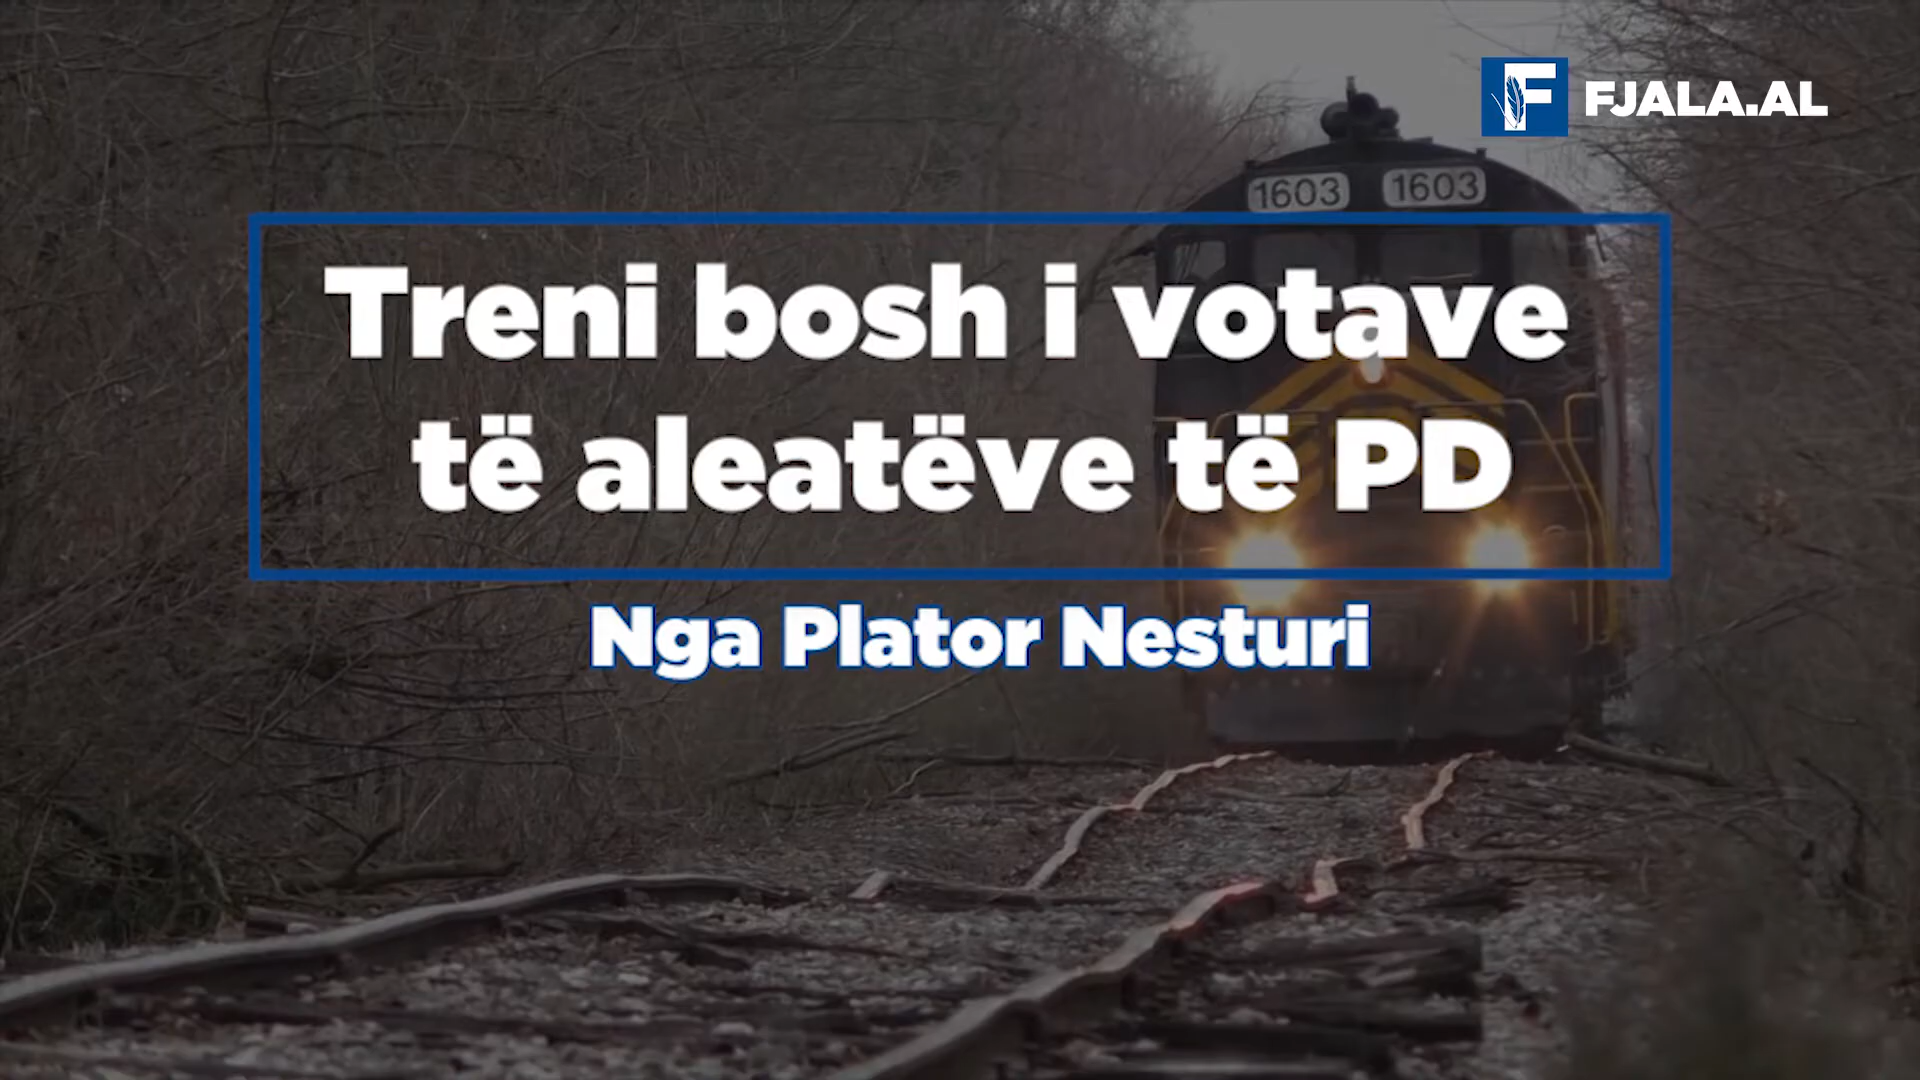 FJALA.AL
1603 1603
Treni bosh i votave
të aleatëve të PD
Nga Plator Nesturi